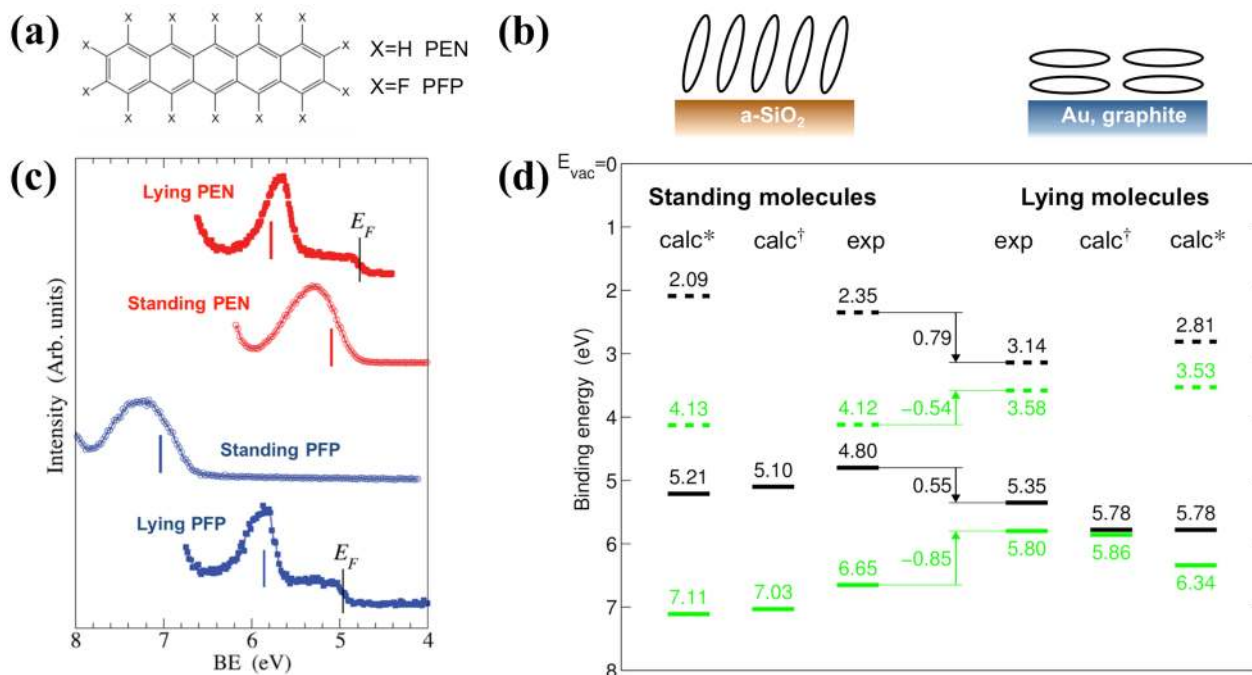 (a)
X X X X X
X X
X X
X X X X X
X=H PEN
X=F PFP
(b)
a-SiO₂
Au, graphite
(c)
Lying PEN
E_F
Standing PEN
Standing PFP
Lying PFP
E_F
Intensity (Arb. units)
8 7 6 5 4
BE (eV)
(d)
E_vac=0
1
2
3
4
5
6
7
8
Binding energy (eV)
Standing molecules
Lying molecules
calc* calc† exp
exp calc† calc*
2.09
2.35
0.79
3.14
2.81
3.53
4.13
4.12
−0.54
3.58
5.21
5.10
4.80
0.55
5.35
5.78
5.78
7.11
7.03
6.65
−0.85
5.80
5.86
6.34